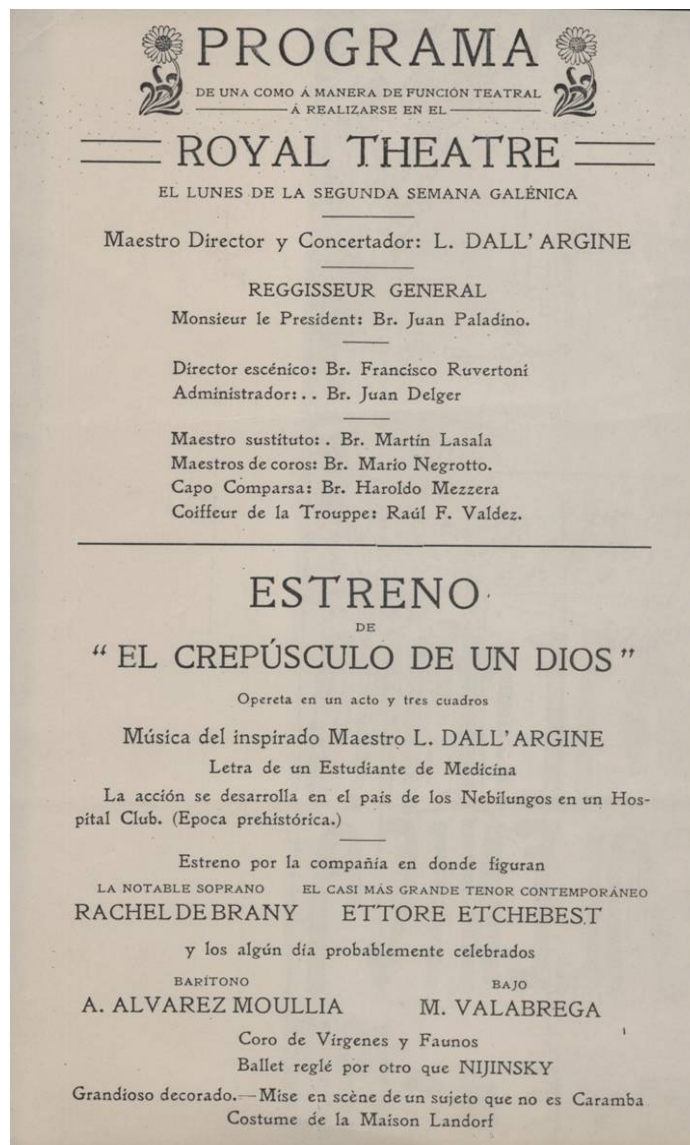 PROGRAMA
DE UNA COMO Á MANERA DE FUNCIÓN TEATRAL
Á REALIZARSE EN EL
ROYAL THEATRE
EL LUNES DE LA SEGUNDA SEMANA GALÉNICA
Maestro Director y Concertador: L. DALL' ARGINE
REGGISSEUR GENERAL
Monsieur le President: Br. Juan Paladino.
Director escénico: Br. Francisco Ruvertoni
Administrador: . . Br. Juan Delger
Maestro sustituto: . Br. Martín Lasala
Maestros de coros: Br. Mario Negrotto.
Capo Comparsa: Br. Haroldo Mezzera
Coiffeur de la Trouppe: Raúl F. Valdez.
ESTRENO
DE
“ EL CREPÚSCULO DE UN DIOS ”
Opereta en un acto y tres cuadros
Música del inspirado Maestro L. DALL' ARGINE
Letra de un Estudiante de Medicina
La acción se desarrolla en el país de los Nebilungos en un Hos-
pital Club. (Epoca prehistórica.)
Estreno por la compañía en donde figuran
LA NOTABLE SOPRANO EL CASI MÁS GRANDE TENOR CONTEMPORÁNEO
RACHEL DE BRANY ETTORE ETCHEBEST
y los algún día probablemente celebrados
BARÍTONO BAJO
A. ALVAREZ MOULLIA M. VALABREGA
Coro de Vírgenes y Faunos
Ballet reglé por otro que NIJINSKY
Grandioso decorado.—Mise en scène de un sujeto que no es Caramba
Costume de la Maison Landorf